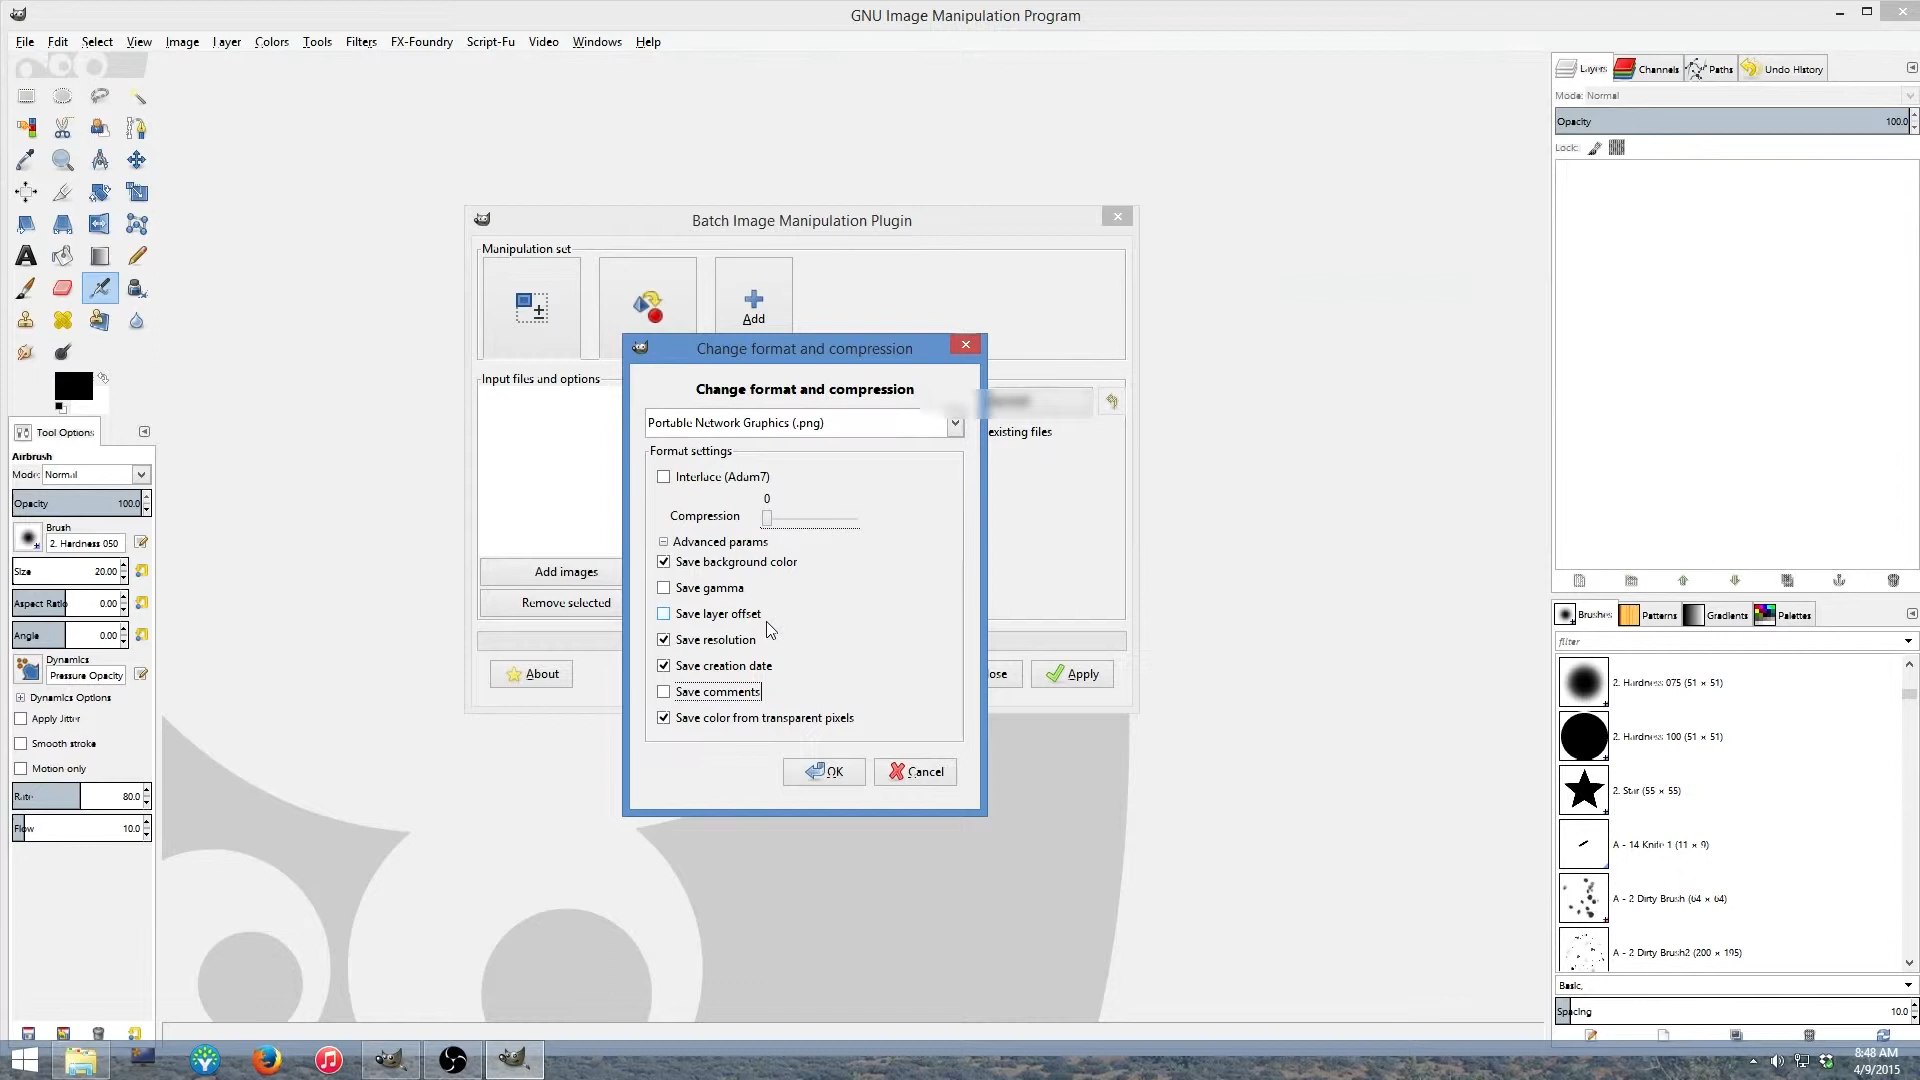 GNU Image Manipulation Program
File Edit Select View Image Layer Colors Tools Filters FX-Foundry Script-Fu Video Windows Help
Layers Channels Paths Undo History
Mode: Normal
Opacity 100.0
Lock:
Batch Image Manipulation Plugin
Manipulation set
Add
Input files and options
Add images
Remove selected
existing files
About
ose
Apply
Change format and compression
Change format and compression
Portable Network Graphics (.png)
Format settings
Interlace (Adam7)
0
Compression
Advanced params
Save background color
Save gamma
Save layer offset
Save resolution
Save creation date
Save comments
Save color from transparent pixels
OK Cancel
Tool Options
Airbrush
Mode: Normal
Opacity 100.0
Brush
2. Hardness 050
Size 20.00
Aspect Ratio 0.00
Angle 0.00
Dynamics
Pressure Opacity
Dynamics Options
Apply Jitter
Smooth stroke
Motion only
Rate 80.0
Flow 10.0
Brushes Patterns Gradients Palettes
filter
2. Hardness 075 (51 × 51)
2. Hardness 100 (51 × 51)
2. Star (55 × 55)
A - 14 Knife 1 (11 × 9)
A - 2 Dirty Brush (64 × 64)
A - 2 Dirty Brush2 (200 × 195)
Basic,
Spacing 10.0
8:48 AM
4/9/2015